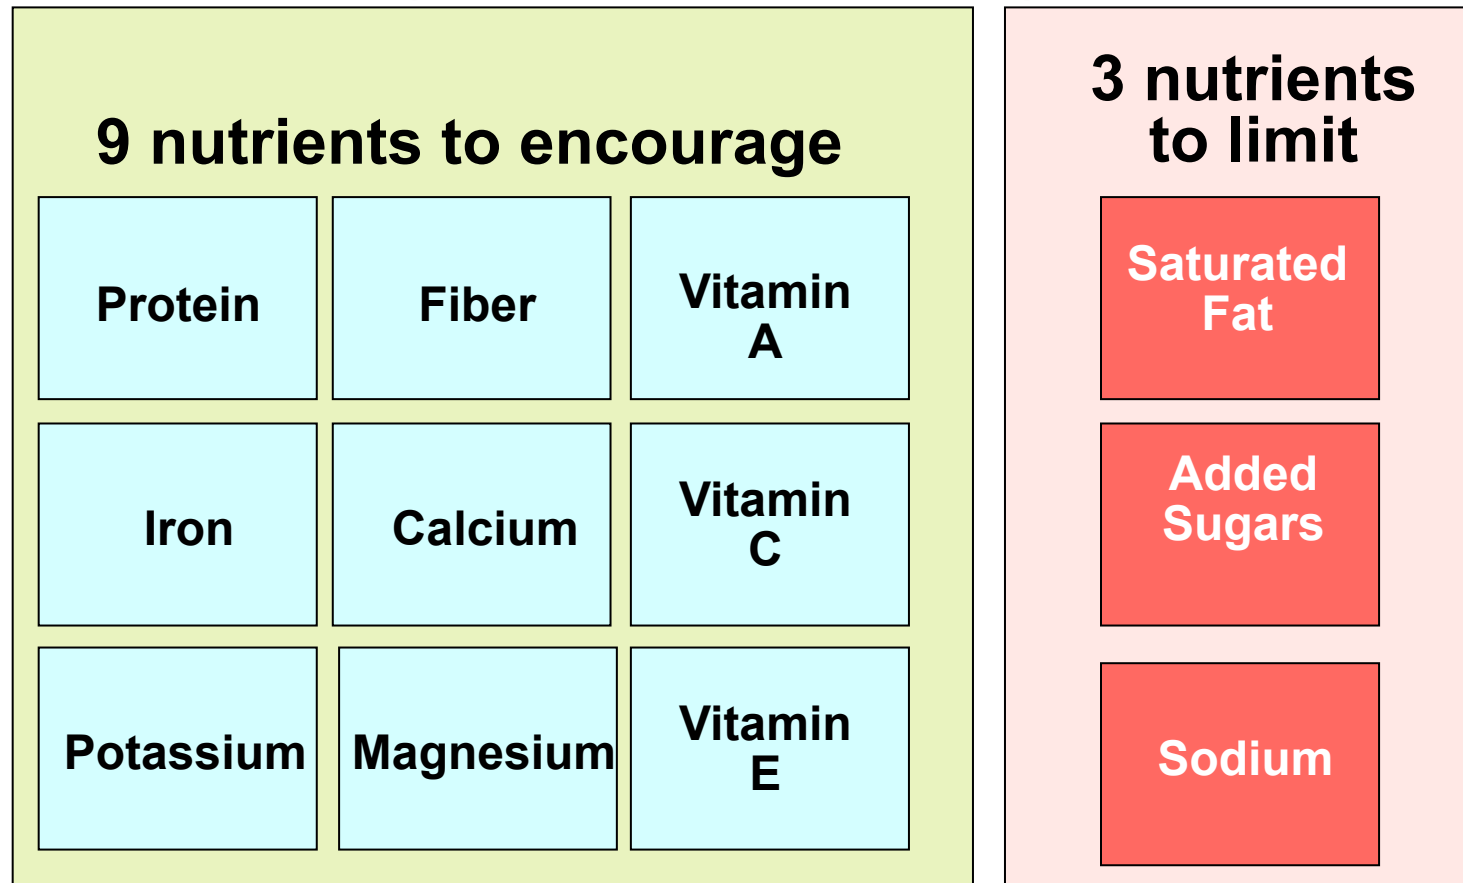 9 nutrients to encourage
Protein
Fiber
Vitamin
A
Iron
Calcium
Vitamin
C
Potassium
Magnesium
Vitamin
E
3 nutrients
to limit
Saturated
Fat
Added
Sugars
Sodium